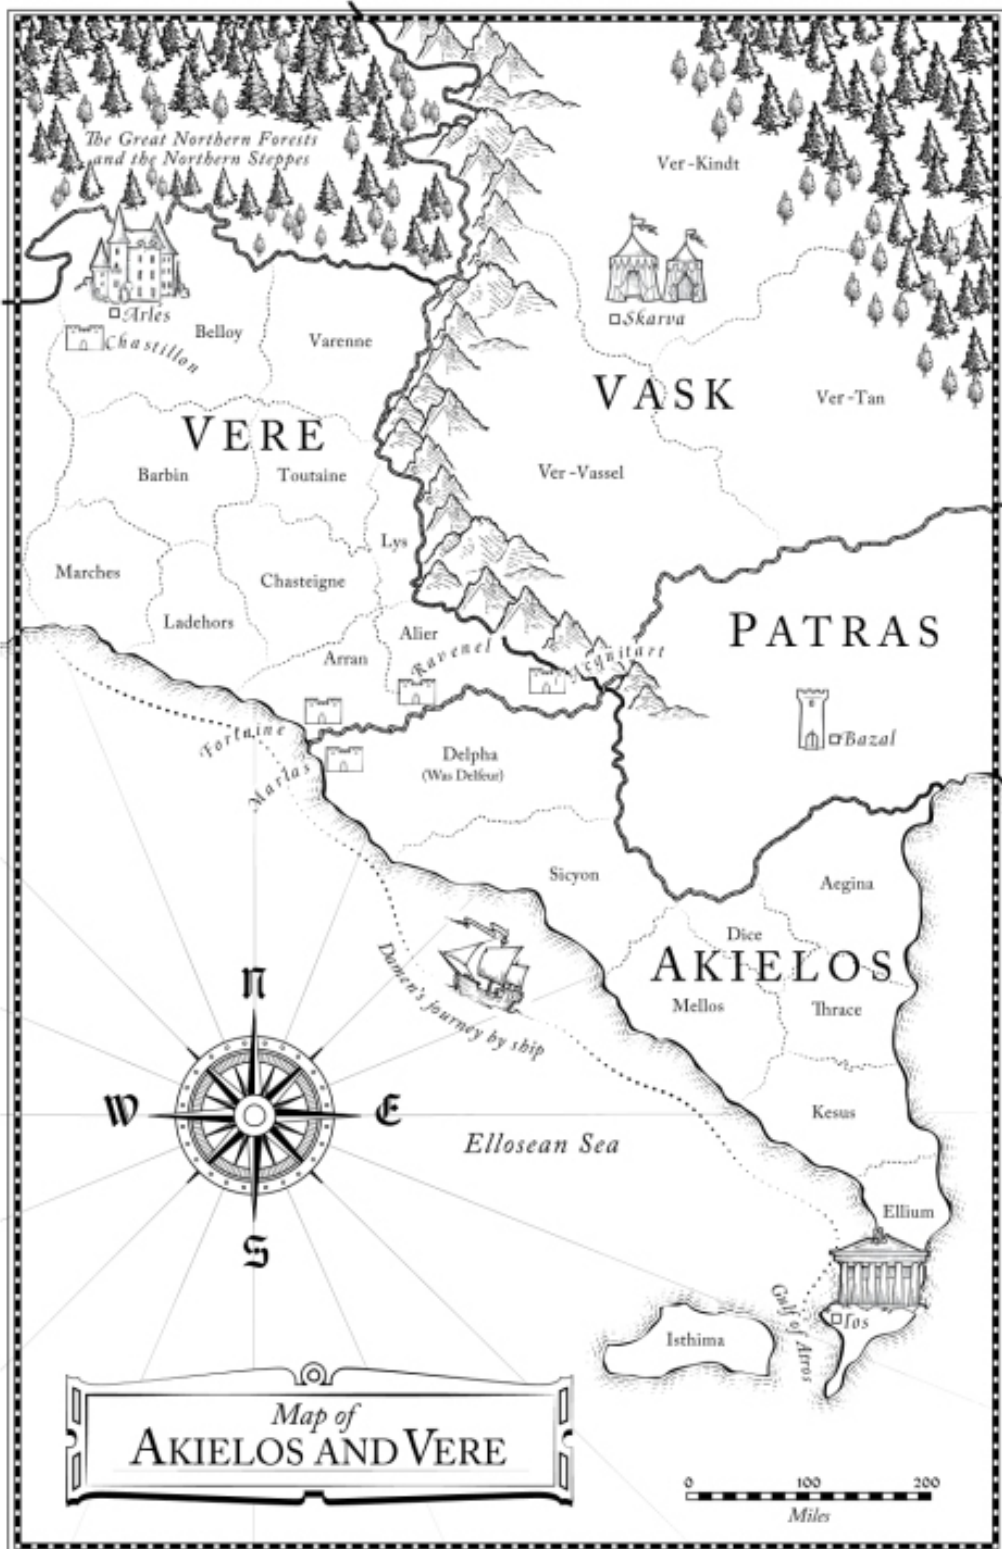 The Great Northern Forests
and the Northern Steppes
Ver-Kindt
Arles
Chastillon
Belloy
Varenne
Skarva
VASK
Ver-Tan
VERE
Barbin
Toutaine
Ver-Vassel
Lys
Marches
Chasteigne
Ladehors
Alier
Arran
Ravenel
Acquitart
PATRAS
Fortaine
Marlas
Delpha
(Was Delfeur)
Bazal
Sicyon
Aegina
Dice
AKIELOS
Mellos
Thrace
Damen's journey by ship
N
W
E
S
Kesus
Ellosean Sea
Ellium
Gulf of Atros
Ios
Isthima
Map of
AKIELOS AND VERE
0 100 200
Miles